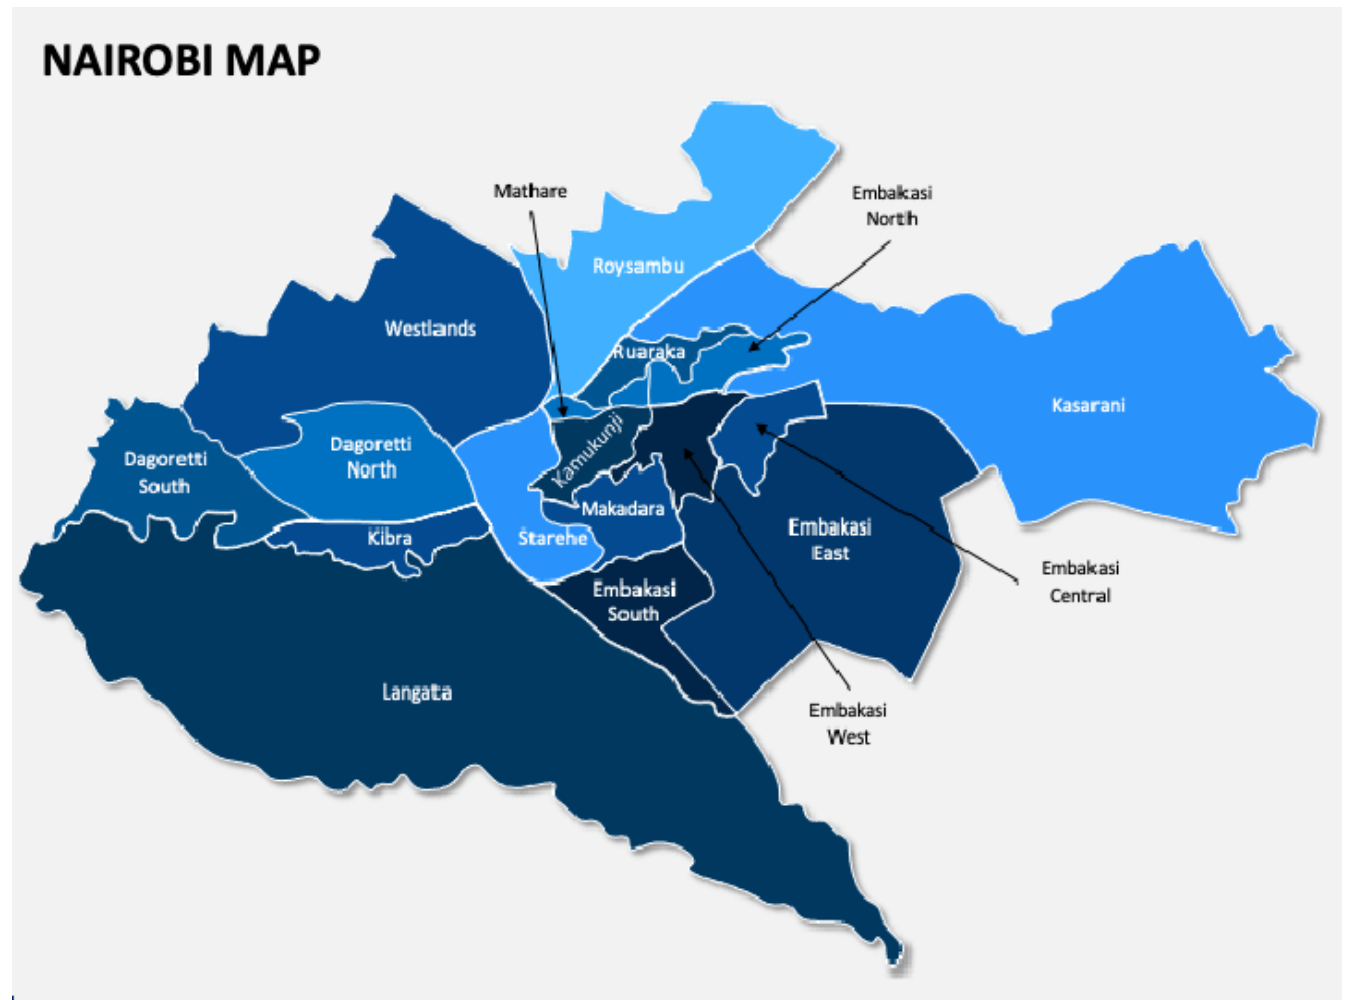 NAIROBI MAP
Mathare
Embakasi
North
Roysambu
Westlands
Ruaraka
Kasarani
Dagoretti
North
Dagoretti
South
Kamukunji
Makadara
Kibra
Starehe
Embakasi
East
Embakasi
Central
Embakasi
South
Langata
Embakasi
West